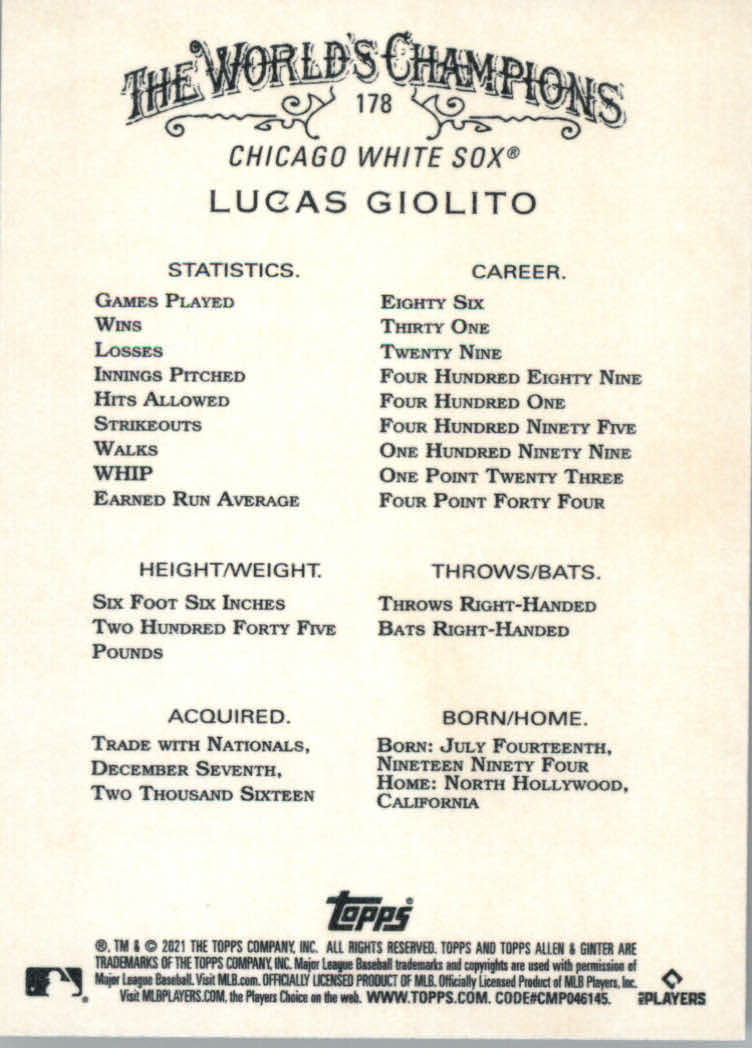 THE WORLD'S CHAMPIONS
178
CHICAGO WHITE SOX®
LUCAS GIOLITO
STATISTICS. CAREER.
GAMES PLAYED EIGHTY SIX
WINS THIRTY ONE
LOSSES TWENTY NINE
INNINGS PITCHED FOUR HUNDRED EIGHTY NINE
HITS ALLOWED FOUR HUNDRED ONE
STRIKEOUTS FOUR HUNDRED NINETY FIVE
WALKS ONE HUNDRED NINETY NINE
WHIP ONE POINT TWENTY THREE
EARNED RUN AVERAGE FOUR POINT FORTY FOUR
HEIGHT/WEIGHT.
SIX FOOT SIX INCHES
TWO HUNDRED FORTY FIVE
POUNDS
THROWS/BATS.
THROWS RIGHT-HANDED
BATS RIGHT-HANDED
ACQUIRED.
TRADE WITH NATIONALS,
DECEMBER SEVENTH,
TWO THOUSAND SIXTEEN
BORN/HOME.
BORN: JULY FOURTEENTH,
NINETEEN NINETY FOUR
HOME: NORTH HOLLYWOOD,
CALIFORNIA
topps®
®, TM & © 2021 THE TOPPS COMPANY, INC. ALL RIGHTS RESERVED. TOPPS AND TOPPS ALLEN & GINTER ARE
TRADEMARKS OF THE TOPPS COMPANY, INC. Major League Baseball trademarks and copyrights are used with permission of
Major League Baseball. Visit MLB.com. OFFICIALLY LICENSED PRODUCT OF MLB. Officially Licensed Product of MLB Players, Inc.
Visit MLBPLAYERS.COM, the Players Choice on the web. WWW.TOPPS.COM. CODE#CMP046145.
MLB PLAYERS